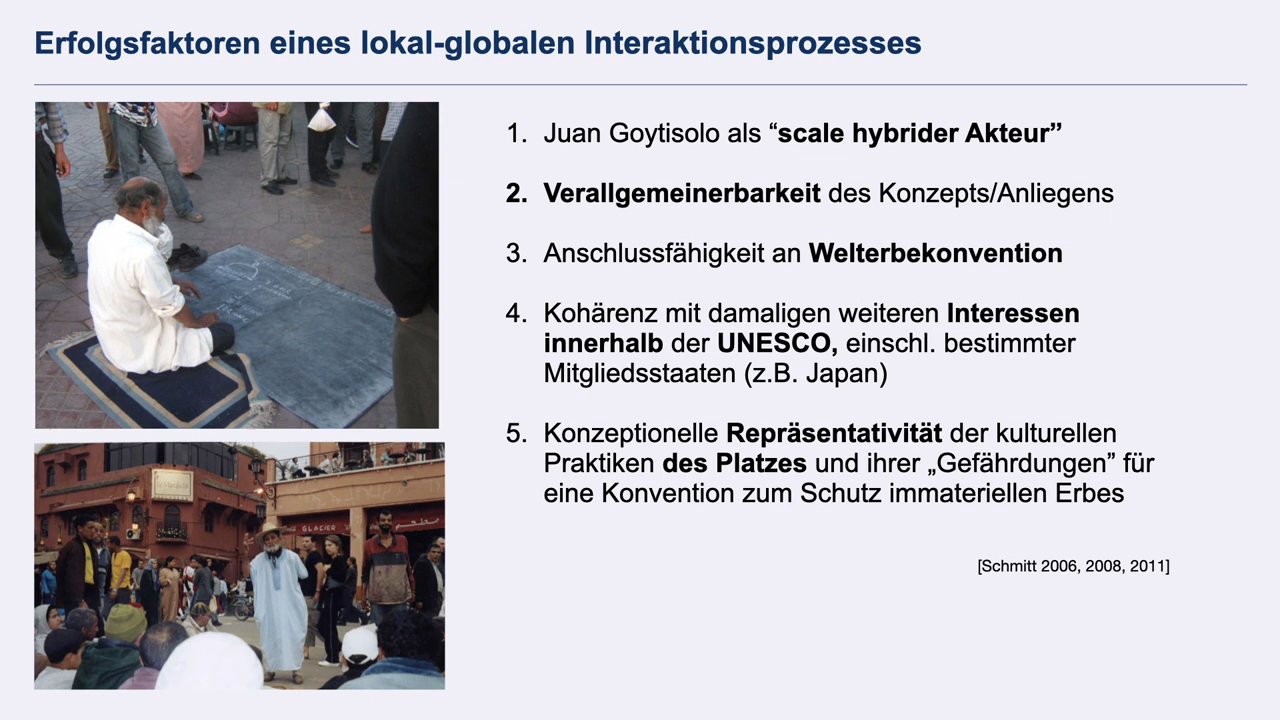 Erfolgsfaktoren eines lokal-globalen Interaktionsprozesses
1. Juan Goytisolo als “scale hybrider Akteur”
2. Verallgemeinerbarkeit des Konzepts/Anliegens
3. Anschlussfähigkeit an Welterbekonvention
4. Kohärenz mit damaligen weiteren Interessen
innerhalb der UNESCO, einschl. bestimmter
Mitgliedsstaaten (z.B. Japan)
5. Konzeptionelle Repräsentativität der kulturellen
Praktiken des Platzes und ihrer „Gefährdungen” für
eine Konvention zum Schutz immateriellen Erbes
[Schmitt 2006, 2008, 2011]
GLACIER